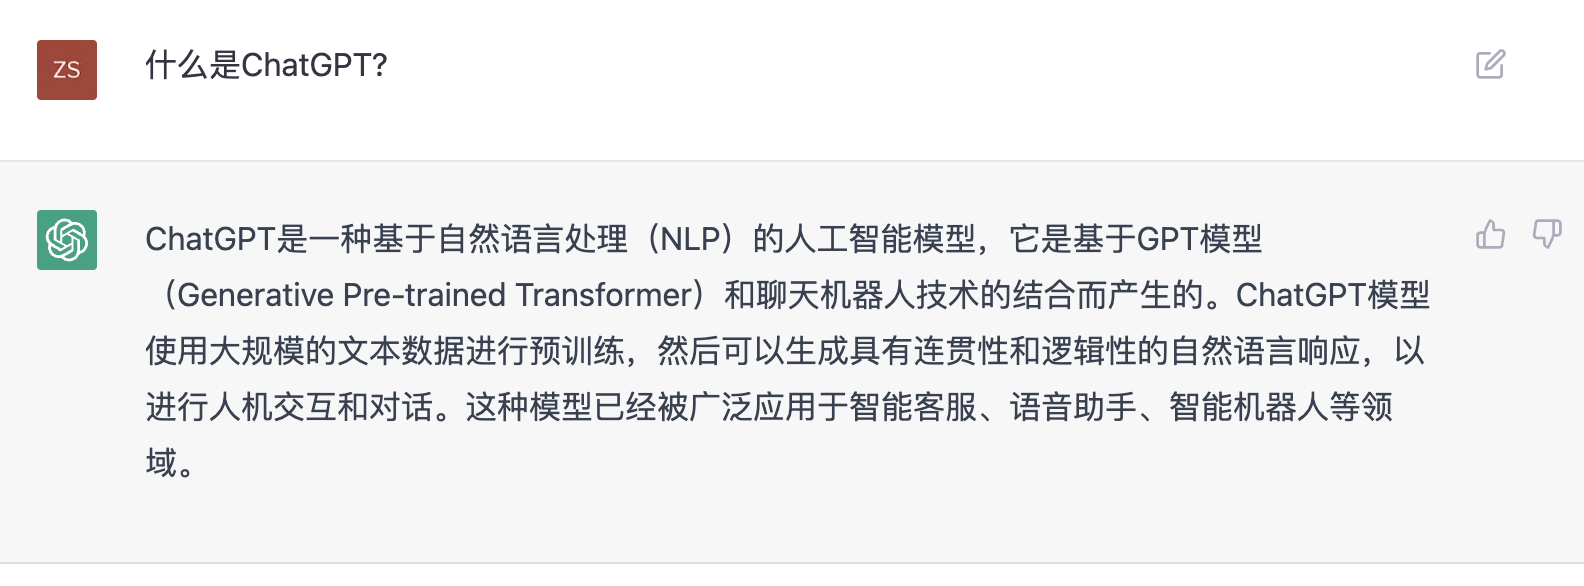 ZS
什么是ChatGPT?
ChatGPT是一种基于自然语言处理（NLP）的人工智能模型，它是基于GPT模型
（Generative Pre-trained Transformer）和聊天机器人技术的结合而产生的。ChatGPT模型
使用大规模的文本数据进行预训练，然后可以生成具有连贯性和逻辑性的自然语言响应，以
进行人机交互和对话。这种模型已经被广泛应用于智能客服、语音助手、智能机器人等领
域。